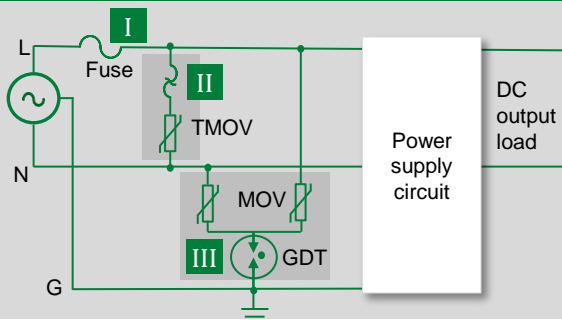 I
L
Fuse
II
TMOV
DC
output
load
Power
supply
circuit
N
MOV
III
GDT
G